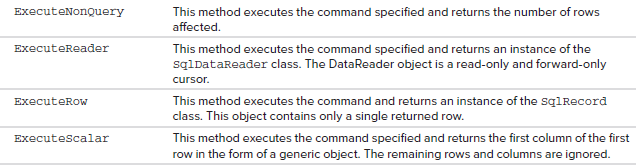 ExecuteNonQuery This method executes the command specified and returns the number of rows
affected.
ExecuteReader This method executes the command specified and returns an instance of the
SqlDataReader class. The DataReader object is a read-only and forward-only
cursor.
ExecuteRow This method executes the command and returns an instance of the SqlRecord
class. This object contains only a single returned row.
ExecuteScalar This method executes the command specified and returns the first column of the first
row in the form of a generic object. The remaining rows and columns are ignored.